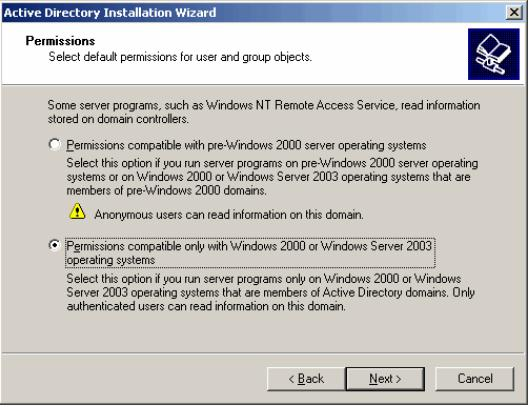 Active Directory Installation Wizard
Permissions
Select default permissions for user and group objects.
Some server programs, such as Windows NT Remote Access Service, read information
stored on domain controllers.
Permissions compatible with pre-Windows 2000 server operating systems
Select this option if you run server programs on pre-Windows 2000 server operating
systems or on Windows 2000 or Windows Server 2003 operating systems that are
members of pre-Windows 2000 domains.
Anonymous users can read information on this domain.
Permissions compatible only with Windows 2000 or Windows Server 2003
operating systems
Select this option if you run server programs only on Windows 2000 or Windows
Server 2003 operating systems that are members of Active Directory domains. Only
authenticated users can read information on this domain.
< Back
Next >
Cancel